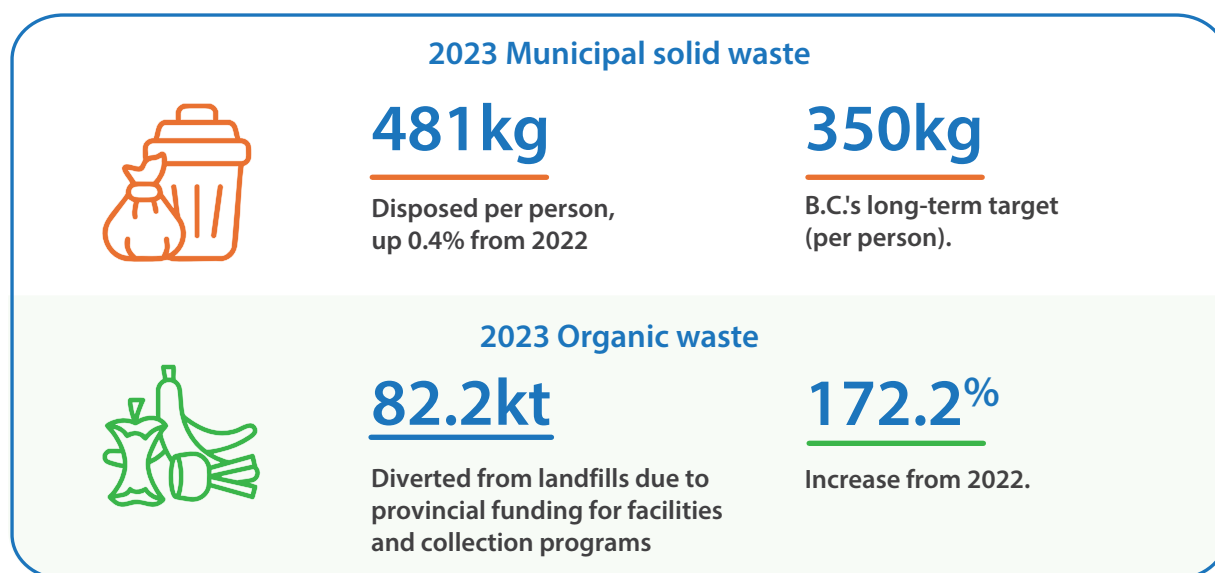 2023 Municipal solid waste
481kg
Disposed per person,
up 0.4% from 2022
350kg
B.C.'s long-term target
(per person).
2023 Organic waste
82.2kt
Diverted from landfills due to
provincial funding for facilities
and collection programs
172.2%
Increase from 2022.